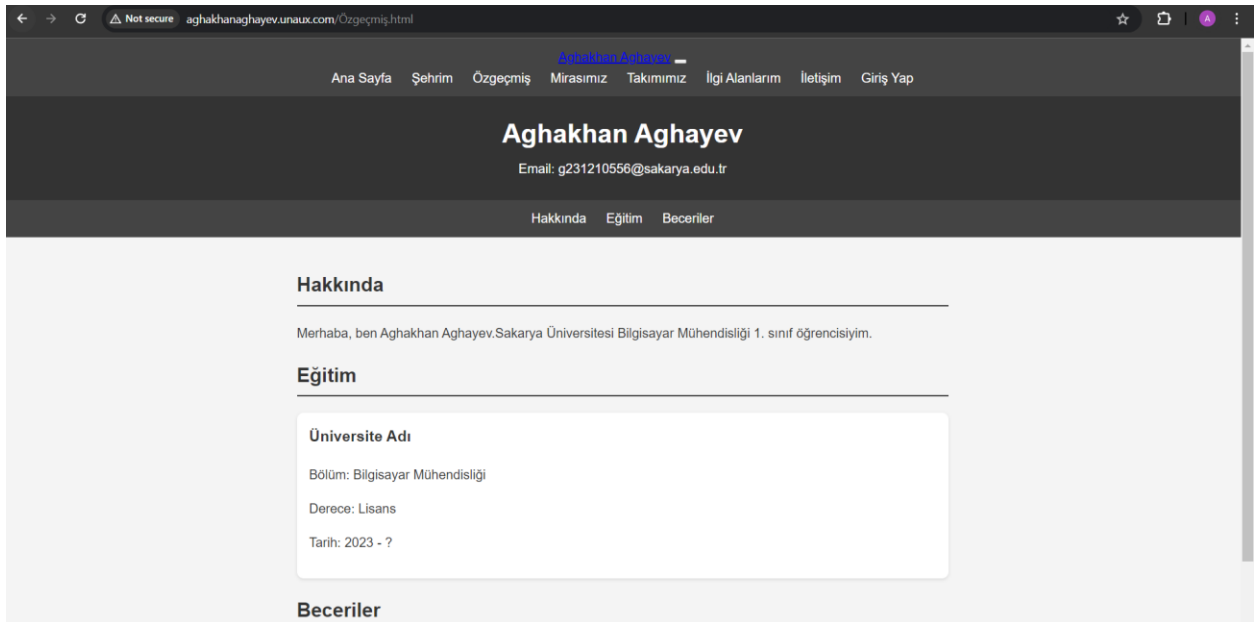 Not secure aghakhanaghayev.unaux.com/Özgeçmiş.html A
Aghakhan Aghayev
Ana Sayfa Şehrim Özgeçmiş Mirasımız Takımımız İlgi Alanlarım İletişim Giriş Yap
Aghakhan Aghayev
Email: g231210556@sakarya.edu.tr
Hakkında Eğitim Beceriler
Hakkında
Merhaba, ben Aghakhan Aghayev.Sakarya Üniversitesi Bilgisayar Mühendisliği 1. sınıf öğrencisiyim.
Eğitim
Üniversite Adı
Bölüm: Bilgisayar Mühendisliği
Derece: Lisans
Tarih: 2023 - ?
Beceriler